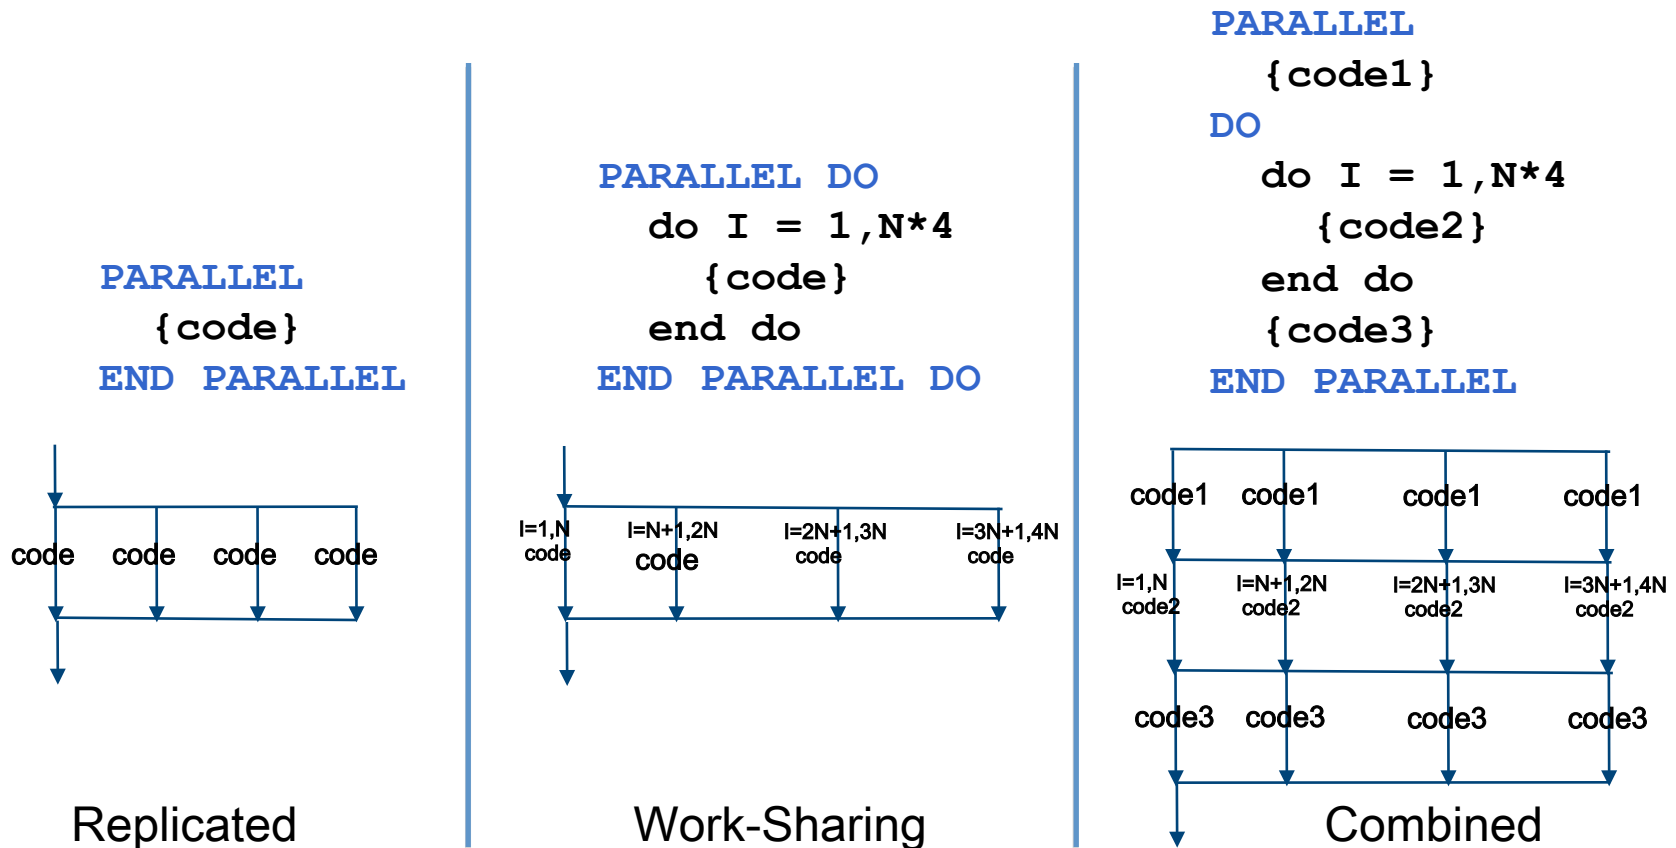 PARALLEL
{code}
END PARALLEL
code code code code
Replicated
PARALLEL DO
do I = 1,N*4
{code}
end do
END PARALLEL DO
I=1,N I=N+1,2N I=2N+1,3N I=3N+1,4N
code code code code
Work-Sharing
PARALLEL
{code1}
DO
do I = 1,N*4
{code2}
end do
{code3}
END PARALLEL
code1 code1 code1 code1
I=1,N I=N+1,2N I=2N+1,3N I=3N+1,4N
code2 code2 code2 code2
code3 code3 code3 code3
Combined